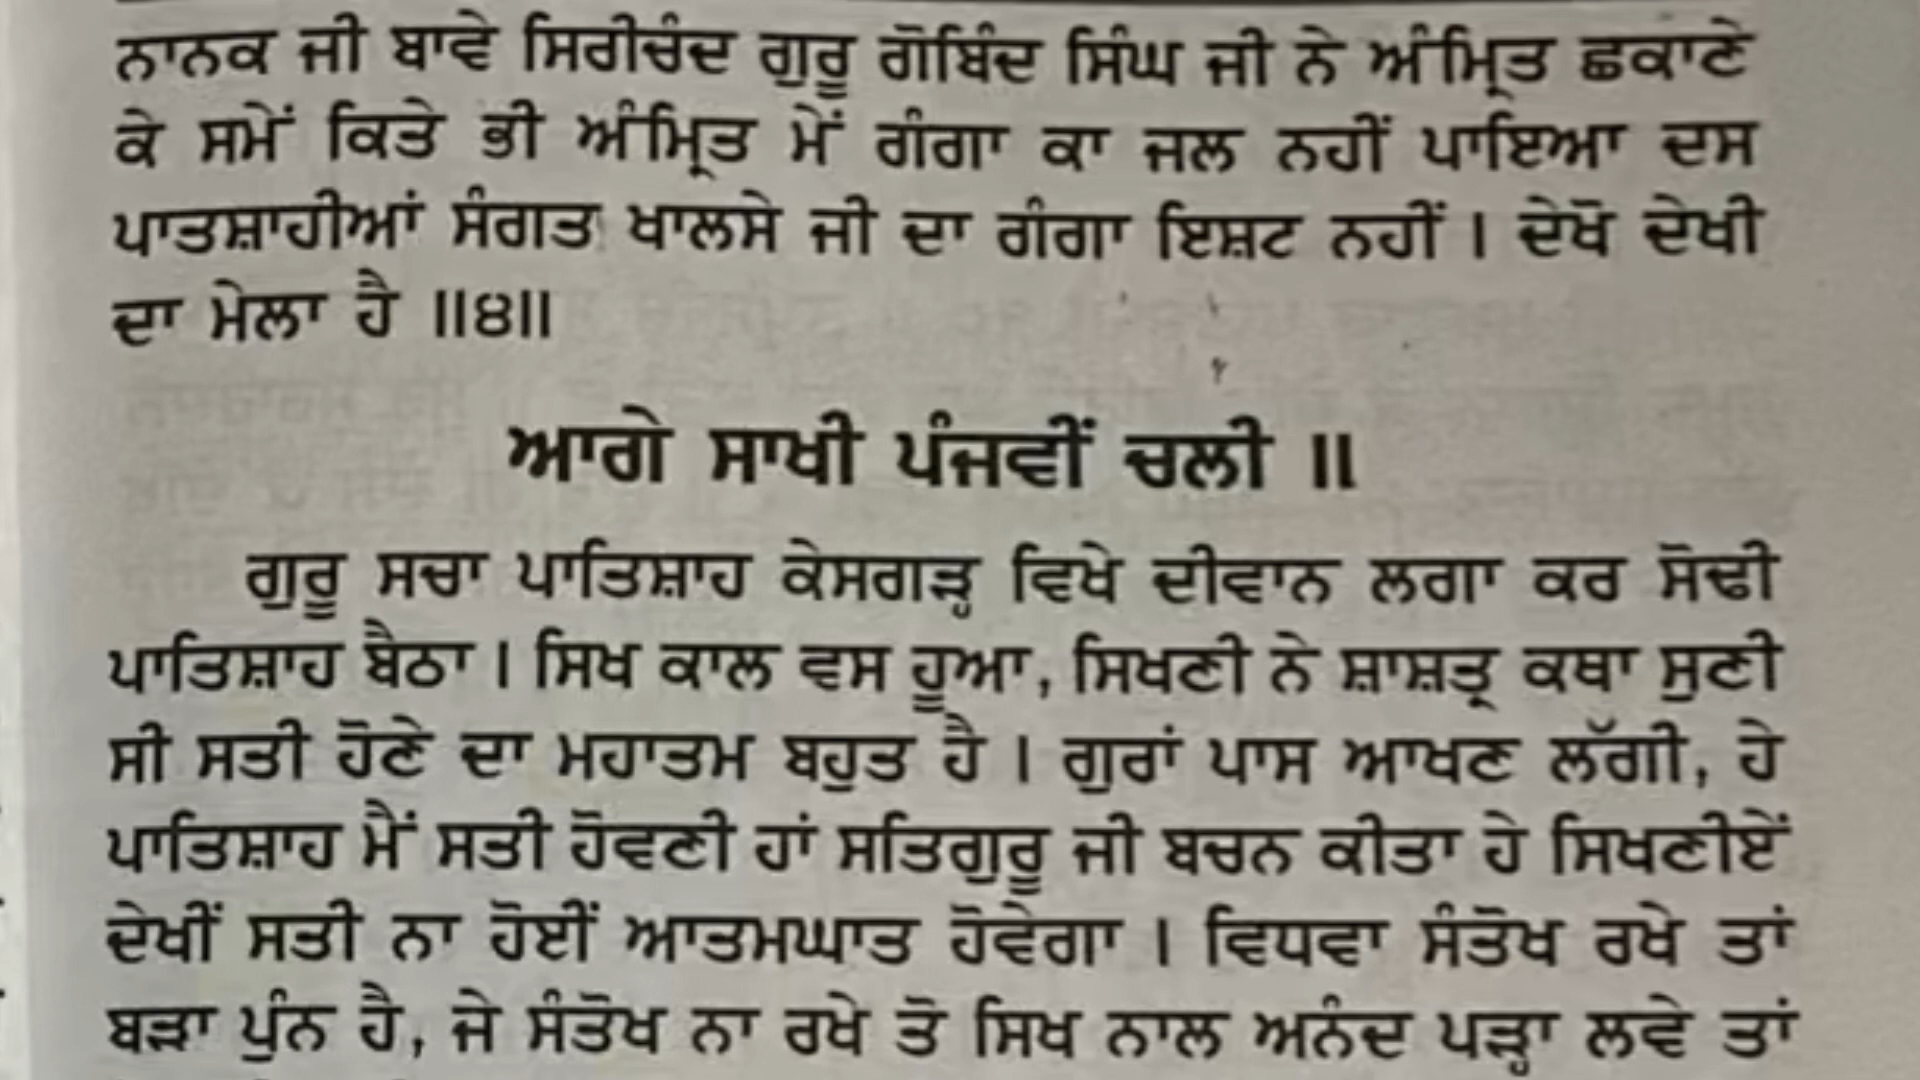 ਨਾਨਕ ਜੀ ਬਾਵੇ ਸਿਰੀਚੰਦ ਗੁਰੂ ਗੋਬਿੰਦ ਸਿੰਘ ਜੀ ਨੇ ਅੰਮ੍ਰਿਤ ਛਕਾਣੇ
ਕੇ ਸਮੇਂ ਕਿਤੇ ਭੀ ਅੰਮ੍ਰਿਤ ਮੇਂ ਗੰਗਾ ਕਾ ਜਲ ਨਹੀਂ ਪਾਇਆ ਦਸ
ਪਾਤਸ਼ਾਹੀਆਂ ਸੰਗਤ ਖਾਲਸੇ ਜੀ ਦਾ ਗੰਗਾ ਇਸ਼ਟ ਨਹੀਂ । ਦੇਖੋ ਦੇਖੀ
ਦਾ ਮੇਲਾ ਹੈ ॥੪॥
ਆਗੇ ਸਾਖੀ ਪੰਜਵੀਂ ਚਲੀ ॥
ਗੁਰੂ ਸਚਾ ਪਾਤਿਸ਼ਾਹ ਕੇਸਗੜ੍ਹ ਵਿਖੇ ਦੀਵਾਨ ਲਗਾ ਕਰ ਸੋਢੀ
ਪਾਤਿਸ਼ਾਹ ਬੈਠਾ । ਸਿਖ ਕਾਲ ਵਸ ਹੂਆ, ਸਿਖਣੀ ਨੇ ਸ਼ਾਸ਼ਤ੍ਰ ਕਥਾ ਸੁਣੀ
ਸੀ ਸਤੀ ਹੋਣੇ ਦਾ ਮਹਾਤਮ ਬਹੁਤ ਹੈ । ਗੁਰਾਂ ਪਾਸ ਆਖਣ ਲੱਗੀ, ਹੇ
ਪਾਤਿਸ਼ਾਹ ਮੈਂ ਸਤੀ ਹੋਵਣੀ ਹਾਂ ਸਤਿਗੁਰੂ ਜੀ ਬਚਨ ਕੀਤਾ ਹੇ ਸਿਖਣੀਏਂ
ਦੇਖੀਂ ਸਤੀ ਨਾ ਹੋਈਂ ਆਤਮਘਾਤ ਹੋਵੇਗਾ । ਵਿਧਵਾ ਸੰਤੋਖ ਰਖੇ ਤਾਂ
ਬੜਾ ਪੁੰਨ ਹੈ, ਜੇ ਸੰਤੋਖ ਨਾ ਰਖੇ ਤੋ ਸਿਖ ਨਾਲ ਅਨੰਦ ਪੜ੍ਹਾ ਲਵੇ ਤਾਂ